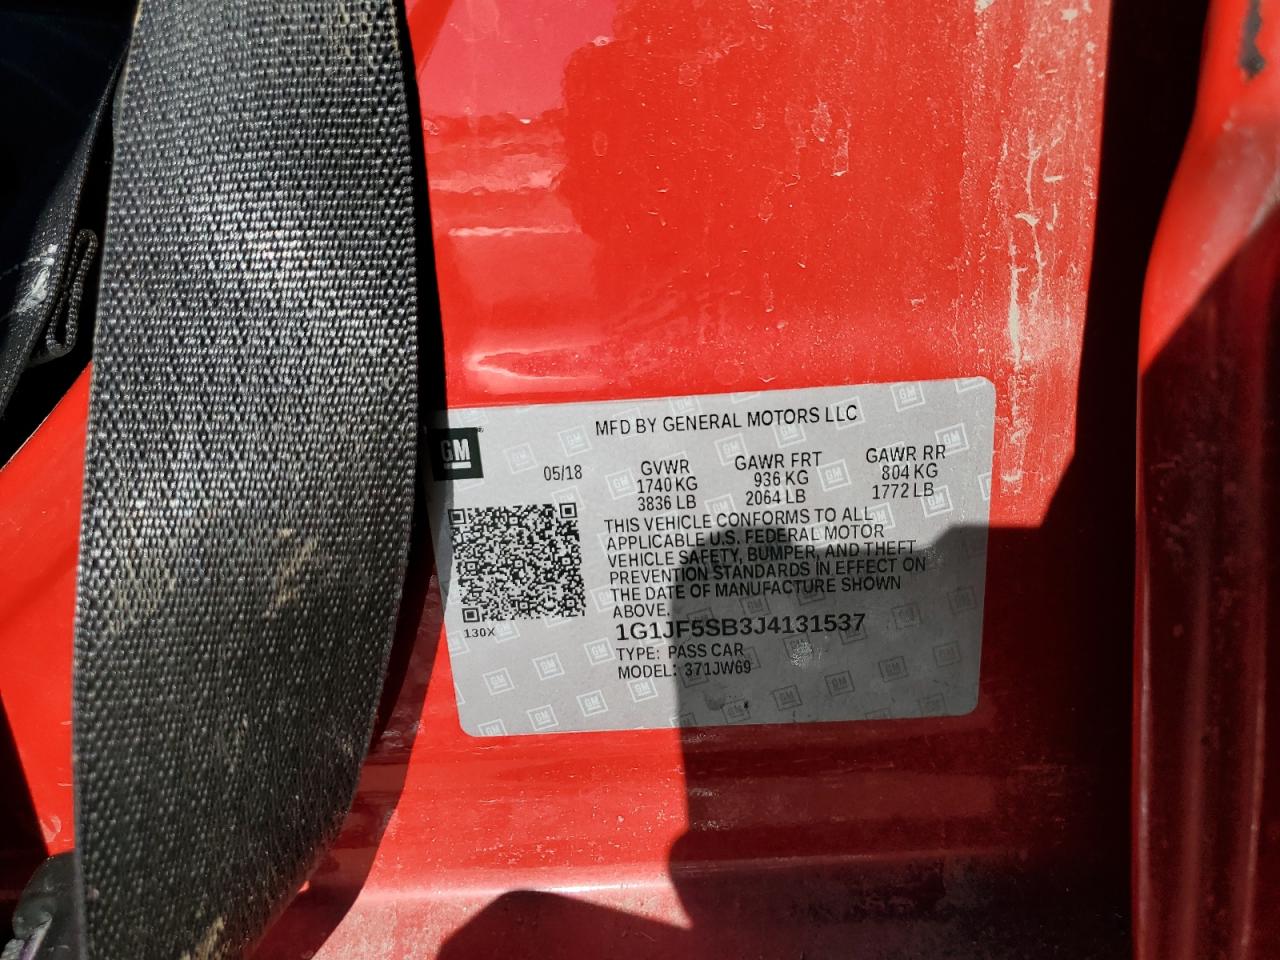 MFD BY GENERAL MOTORS LLC
GM
05/18 GVWR GAWR FRT GAWR RR
1740 KG 936 KG 804 KG
3836 LB 2064 LB 1772 LB
THIS VEHICLE CONFORMS TO ALL
APPLICABLE U.S. FEDERAL MOTOR
VEHICLE SAFETY, BUMPER, AND THEFT
PREVENTION STANDARDS IN EFFECT ON
THE DATE OF MANUFACTURE SHOWN
ABOVE.
130X
1G1JF5SB3J4131537
TYPE: PASS CAR
MODEL: 371JW69